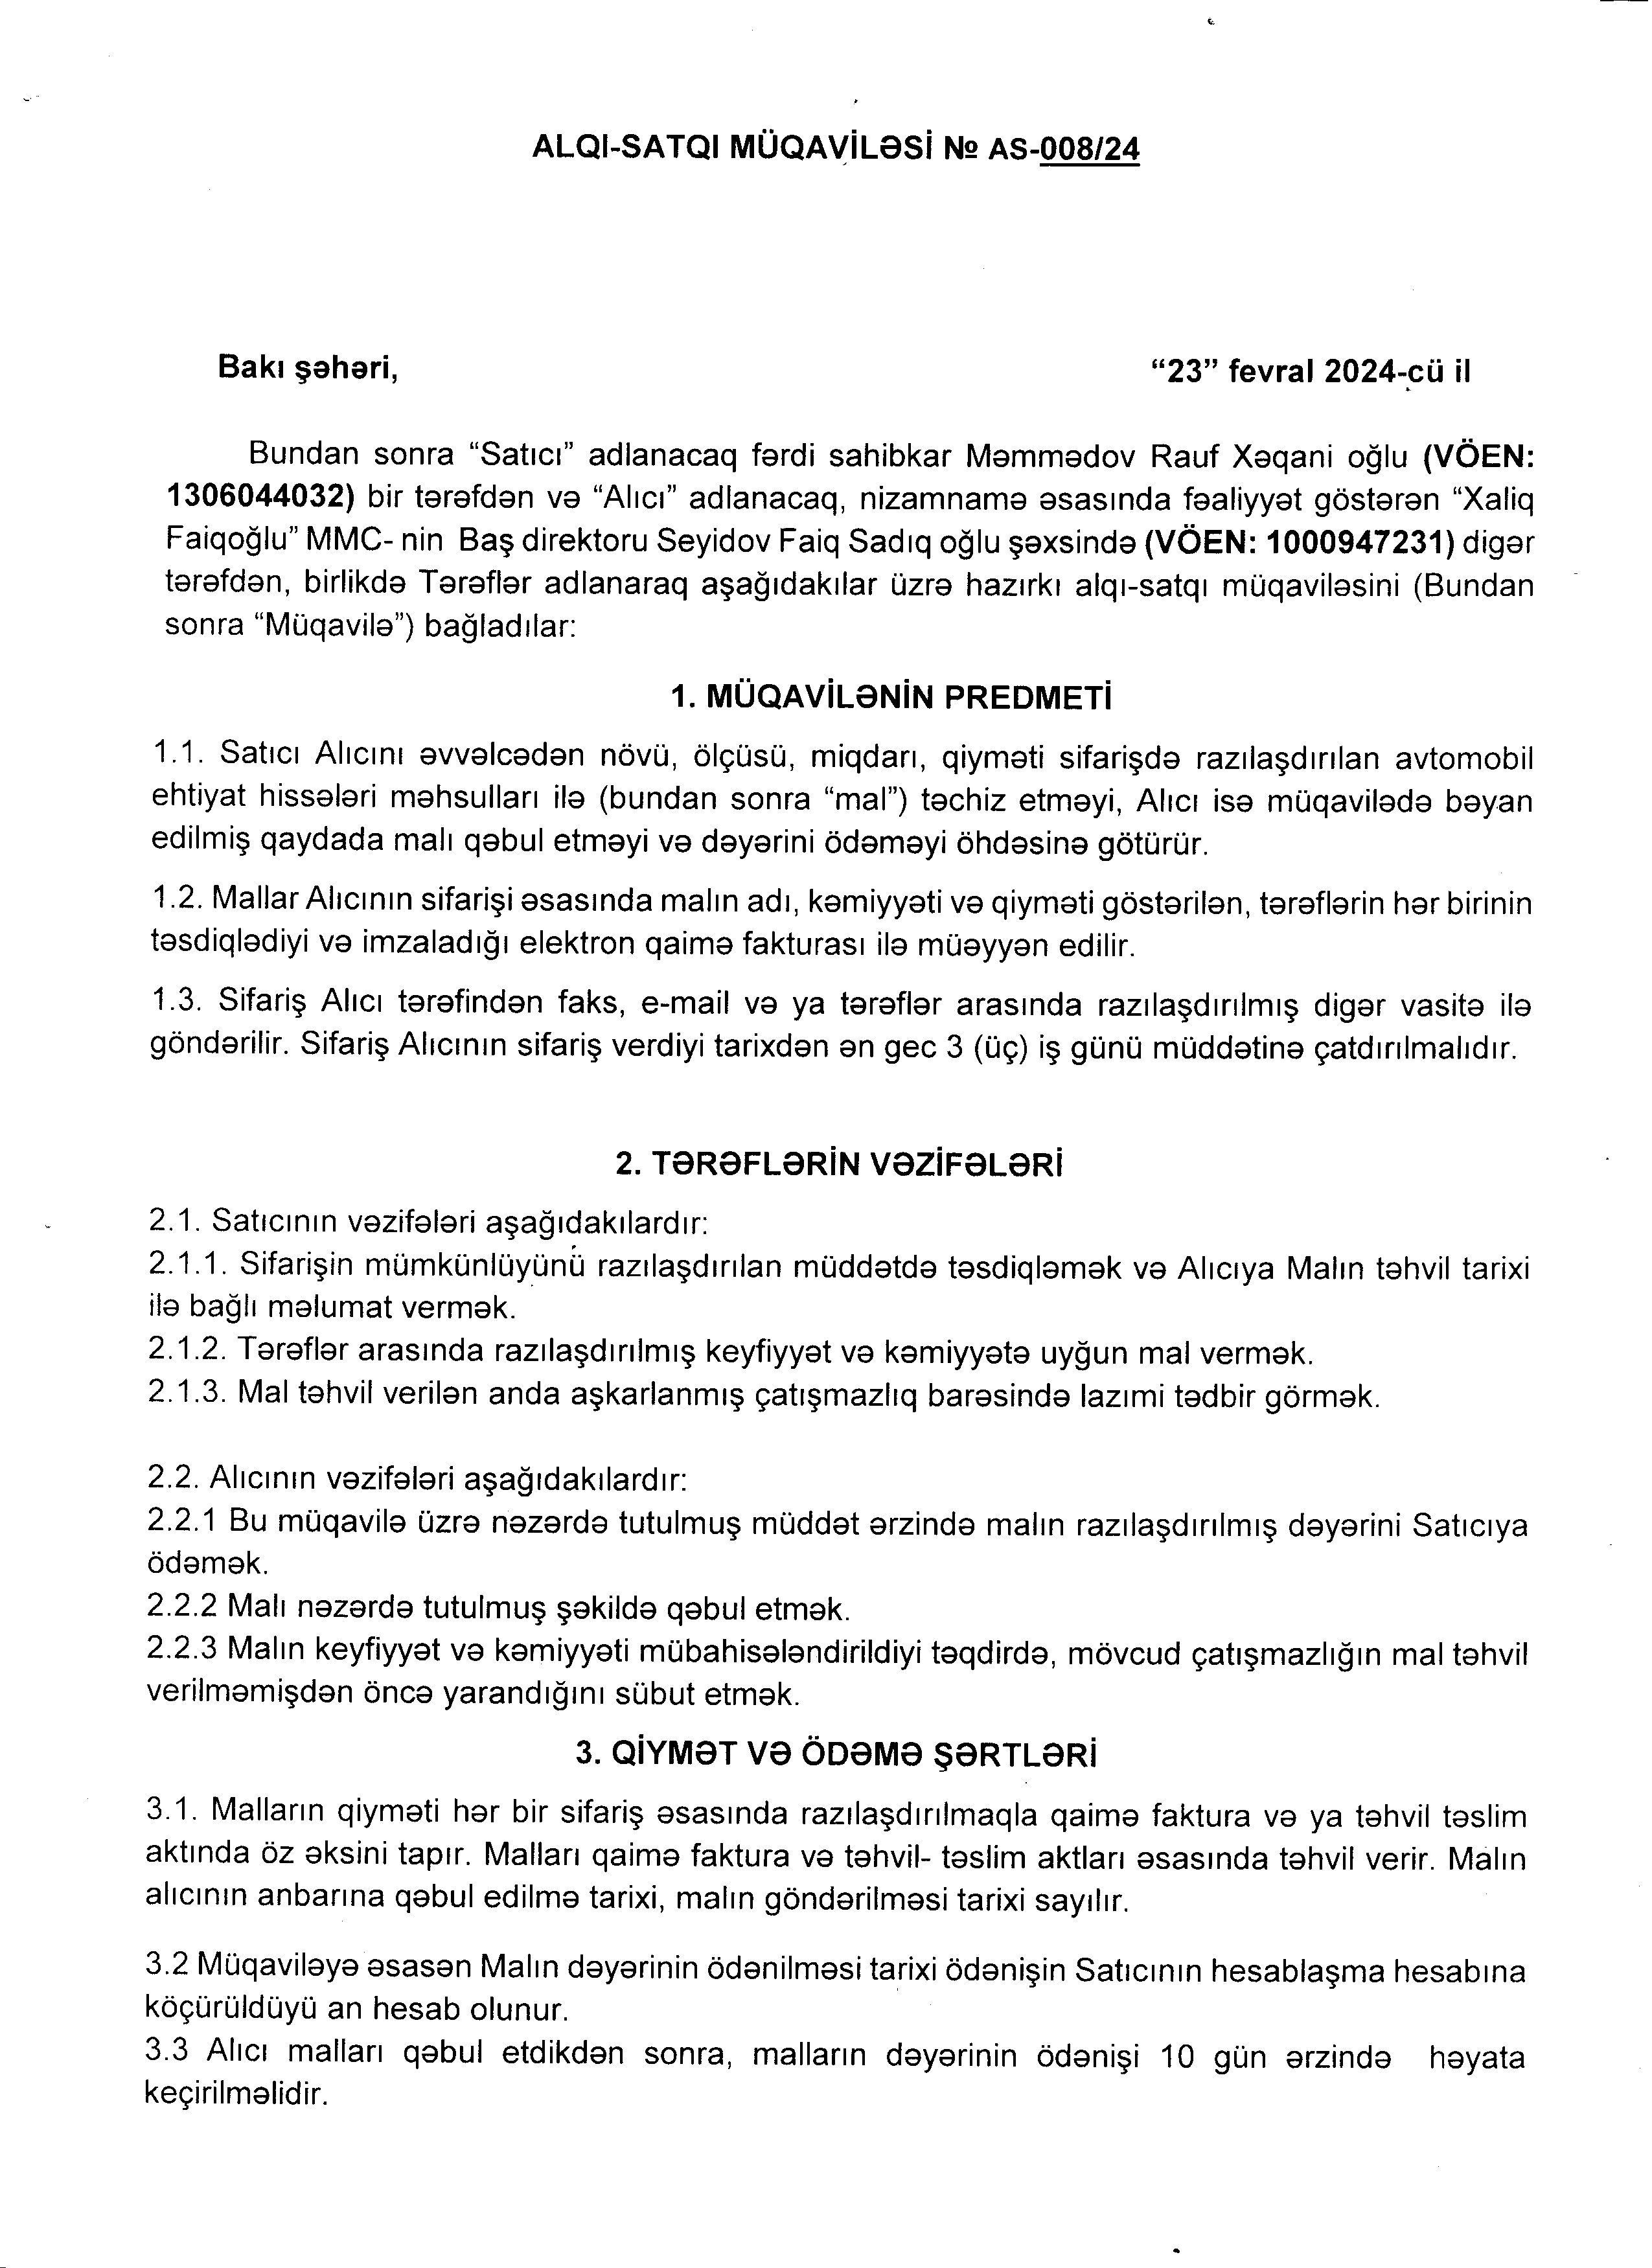 ALQI-SATQI MÜQAVİLƏSİ № AS-008/24
Bakı şəhəri, “23” fevral 2024-cü il
Bundan sonra “Satıcı” adlanacaq fərdi sahibkar Məmmədov Rauf Xəqani oğlu (VÖEN:
1306044032) bir tərəfdən və “Alıcı” adlanacaq, nizamnamə əsasında fəaliyyət göstərən “Xaliq
Faiqoğlu” MMC- nin Baş direktoru Seyidov Faiq Sadıq oğlu şəxsində (VÖEN: 1000947231) digər
tərəfdən, birlikdə Tərəflər adlanaraq aşağıdakılar üzrə hazırkı alqı-satqı müqaviləsini (Bundan
sonra “Müqavilə”) bağladılar:
1. MÜQAVİLƏNİN PREDMETİ
1.1. Satıcı Alıcını əvvəlcədən növü, ölçüsü, miqdarı, qiyməti sifarişdə razılaşdırılan avtomobil
ehtiyat hissələri məhsulları ilə (bundan sonra “mal”) təchiz etməyi, Alıcı isə müqavilədə bəyan
edilmiş qaydada malı qəbul etməyi və dəyərini ödəməyi öhdəsinə götürür.
1.2. Mallar Alıcının sifarişi əsasında malın adı, kəmiyyəti və qiyməti göstərilən, tərəflərin hər birinin
təsdiqlədiyi və imzaladığı elektron qaimə fakturası ilə müəyyən edilir.
1.3. Sifariş Alıcı tərəfindən faks, e-mail və ya tərəflər arasında razılaşdırılmış digər vasitə ilə
göndərilir. Sifariş Alıcının sifariş verdiyi tarixdən ən gec 3 (üç) iş günü müddətinə çatdırılmalıdır.
2. TƏRƏFLƏRİN VƏZİFƏLƏRİ
2.1. Satıcının vəzifələri aşağıdakılardır:
2.1.1. Sifarişin mümkünlüyünü razılaşdırılan müddətdə təsdiqləmək və Alıcıya Malın təhvil tarixi
ilə bağlı məlumat vermək.
2.1.2. Tərəflər arasında razılaşdırılmış keyfiyyət və kəmiyyətə uyğun mal vermək.
2.1.3. Mal təhvil verilən anda aşkarlanmış çatışmazlıq barəsində lazımi tədbir görmək.
2.2. Alıcının vəzifələri aşağıdakılardır:
2.2.1 Bu müqavilə üzrə nəzərdə tutulmuş müddət ərzində malın razılaşdırılmış dəyərini Satıcıya
ödəmək.
2.2.2 Malı nəzərdə tutulmuş şəkildə qəbul etmək.
2.2.3 Malın keyfiyyət və kəmiyyəti mübahisələndirildiyi təqdirdə, mövcud çatışmazlığın mal təhvil
verilməmişdən öncə yarandığını sübut etmək.
3. QİYMƏT VƏ ÖDƏMƏ ŞƏRTLƏRİ
3.1. Malların qiyməti hər bir sifariş əsasında razılaşdırılmaqla qaimə faktura və ya təhvil təslim
aktında öz əksini tapır. Malları qaimə faktura və təhvil- təslim aktları əsasında təhvil verir. Malın
alıcının anbarına qəbul edilmə tarixi, malın göndərilməsi tarixi sayılır.
3.2 Müqaviləyə əsasən Malın dəyərinin ödənilməsi tarixi ödənişin Satıcının hesablaşma hesabına
köçürüldüyü an hesab olunur.
3.3 Alıcı malları qəbul etdikdən sonra, malların dəyərinin ödənişi 10 gün ərzində həyata
keçirilməlidir.